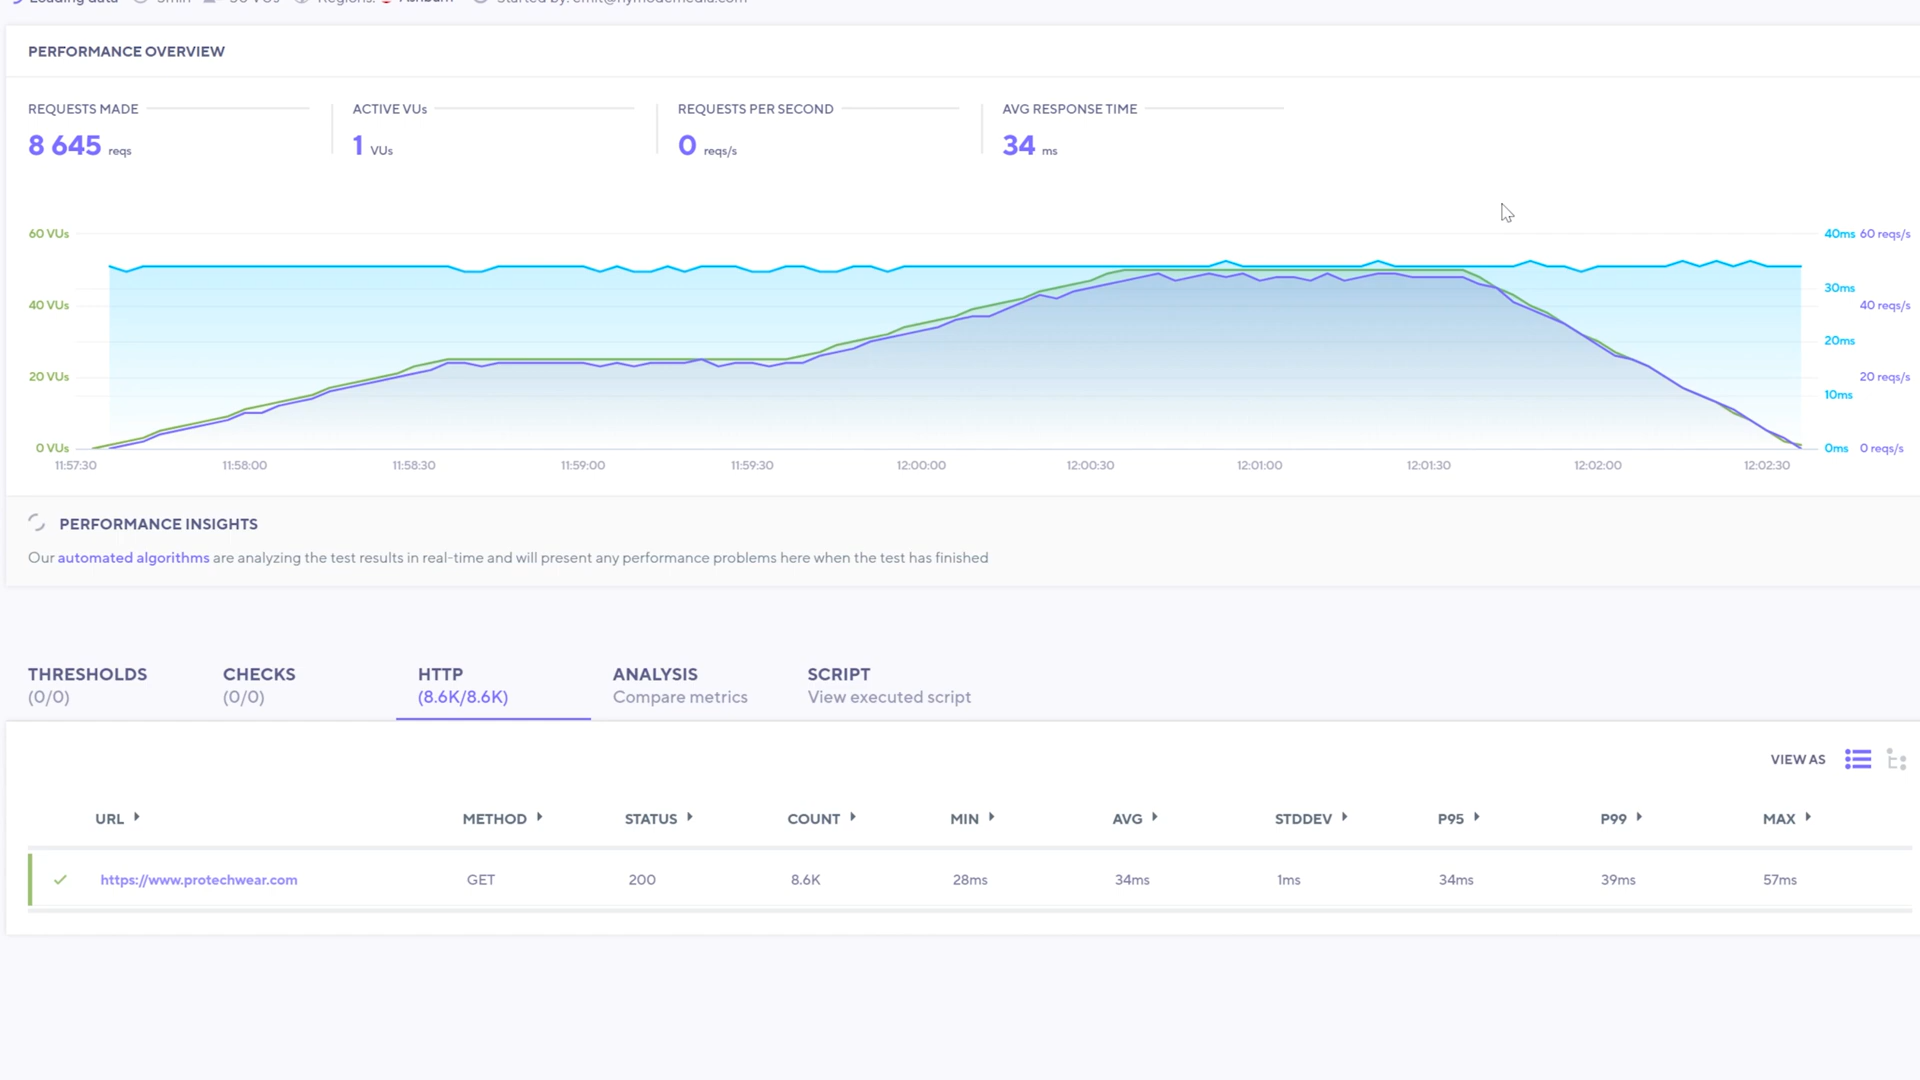 Loading data 5min 50 VUs Regions: Ashburn
PERFORMANCE OVERVIEW
REQUESTS MADE ACTIVE VUs REQUESTS PER SECOND AVG RESPONSE TIME
8 645 reqs 1 VUs 0 reqs/s 34 ms
60 VUs 40ms 60 reqs/s
30ms
40 VUs 40 reqs/s
20ms
20 VUs 20 reqs/s
10ms
0 VUs 0ms 0 reqs/s
11:57:30 11:58:00 11:58:30 11:59:00 11:59:30 12:00:00 12:00:30 12:01:00 12:01:30 12:02:00 12:02:30
PERFORMANCE INSIGHTS
Our automated algorithms are analyzing the test results in real-time and will present any performance problems here when the test has finished
THRESHOLDS CHECKS HTTP ANALYSIS SCRIPT
(0/0) (0/0) (8.6K/8.6K) Compare metrics View executed script
VIEW AS
URL METHOD STATUS COUNT MIN AVG STDDEV P95 P99 MAX
https://www.protechwear.com GET 200 8.6K 28ms 34ms 1ms 34ms 39ms 57ms